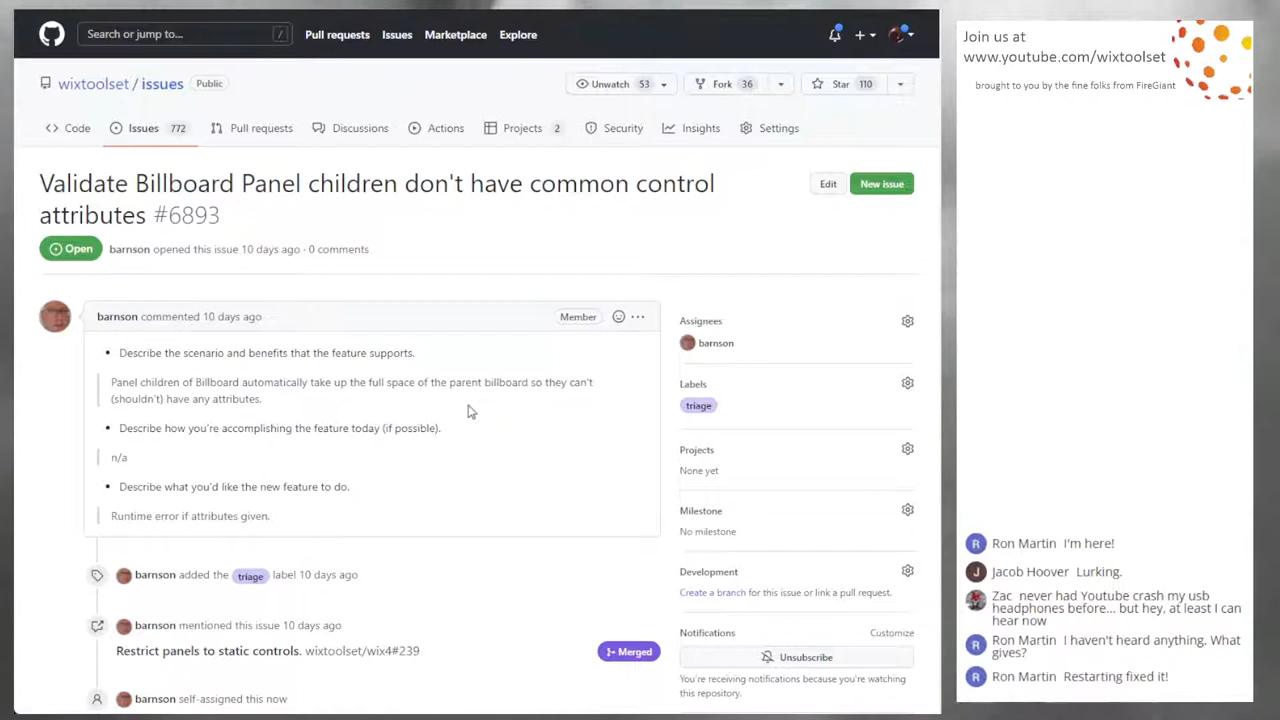 Search or jump to...
/
Pull requests
Issues
Marketplace
Explore
wixtoolset / issues
Public
Unwatch 53
Fork 36
Star 110
Code
Issues 772
Pull requests
Discussions
Actions
Projects 2
Security
Insights
Settings
Validate Billboard Panel children don't have common control
attributes #6893
Edit
New issue
Open
barnson opened this issue 10 days ago · 0 comments
barnson commented 10 days ago
Member
• Describe the scenario and benefits that the feature supports.
Panel children of Billboard automatically take up the full space of the parent billboard so they can't
(shouldn't) have any attributes.
• Describe how you're accomplishing the feature today (if possible).
n/a
• Describe what you'd like the new feature to do.
Runtime error if attributes given.
barnson added the triage label 10 days ago
barnson mentioned this issue 10 days ago
Restrict panels to static controls. wixtoolset/wix4#239
Merged
barnson self-assigned this now
Assignees
barnson
Labels
triage
Projects
None yet
Milestone
No milestone
Development
Create a branch for this issue or link a pull request.
Notifications
Customize
Unsubscribe
You're receiving notifications because you're watching
this repository.
Join us at
www.youtube.com/wixtoolset
brought to you by the fine folks from FireGiant
R Ron Martin I'm here!
J Jacob Hoover Lurking.
Zac never had Youtube crash my usb
headphones before... but hey, at least I can
hear now
R Ron Martin I haven't heard anything. What
gives?
R Ron Martin Restarting fixed it!